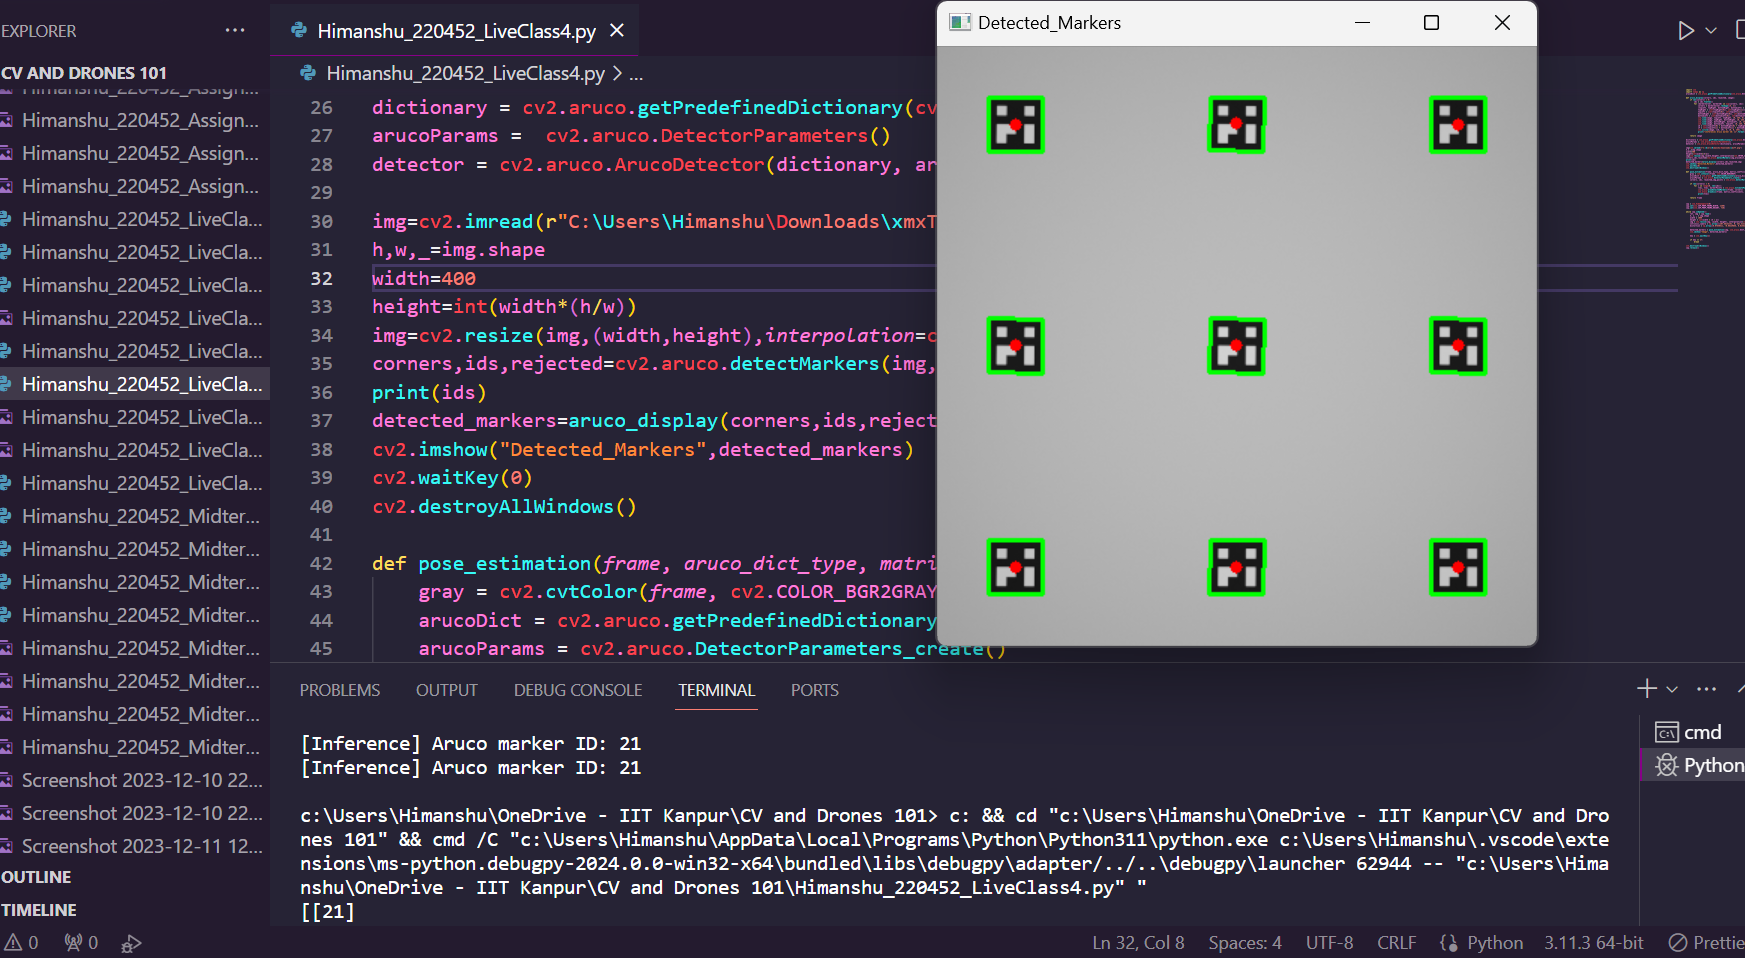 EXPLORER
...
CV AND DRONES 101
Himanshu_220452_Assign...
Himanshu_220452_Assign...
Himanshu_220452_Assign...
Himanshu_220452_Assign...
Himanshu_220452_LiveCla...
Himanshu_220452_LiveCla...
Himanshu_220452_LiveCla...
Himanshu_220452_LiveCla...
Himanshu_220452_LiveCla...
Himanshu_220452_LiveCla...
Himanshu_220452_LiveCla...
Himanshu_220452_LiveCla...
Himanshu_220452_LiveCla...
Himanshu_220452_Midter...
Himanshu_220452_Midter...
Himanshu_220452_Midter...
Himanshu_220452_Midter...
Himanshu_220452_Midter...
Himanshu_220452_Midter...
Himanshu_220452_Midter...
Himanshu_220452_Midter...
Screenshot 2023-12-10 22...
Screenshot 2023-12-10 22...
Screenshot 2023-12-11 12...
OUTLINE
TIMELINE
Himanshu_220452_LiveClass4.py
Himanshu_220452_LiveClass4.py > ...
26 dictionary = cv2.aruco.getPredefinedDictionary(cv
27 arucoParams = cv2.aruco.DetectorParameters()
28 detector = cv2.aruco.ArucoDetector(dictionary, ar
29
30 img=cv2.imread(r"C:\Users\Himanshu\Downloads\xmxT
31 h,w,_=img.shape
32 width=400
33 height=int(width*(h/w))
34 img=cv2.resize(img,(width,height),interpolation=c
35 corners,ids,rejected=cv2.aruco.detectMarkers(img,
36 print(ids)
37 detected_markers=aruco_display(corners,ids,reject
38 cv2.imshow("Detected_Markers",detected_markers)
39 cv2.waitKey(0)
40 cv2.destroyAllWindows()
41
42 def pose_estimation(frame, aruco_dict_type, matri
43 gray = cv2.cvtColor(frame, cv2.COLOR_BGR2GRAY
44 arucoDict = cv2.aruco.getPredefinedDictionary
45 arucoParams = cv2.aruco.DetectorParameters_create()
Detected_Markers
PROBLEMS OUTPUT DEBUG CONSOLE TERMINAL PORTS
[Inference] Aruco marker ID: 21
[Inference] Aruco marker ID: 21
c:\Users\Himanshu\OneDrive - IIT Kanpur\CV and Drones 101> c: && cd "c:\Users\Himanshu\OneDrive - IIT Kanpur\CV and Dro
nes 101" && cmd /C "c:\Users\Himanshu\AppData\Local\Programs\Python\Python311\python.exe c:\Users\Himanshu\.vscode\exte
nsions\ms-python.debugpy-2024.0.0-win32-x64\bundled\libs\debugpy\adapter/../..\debugpy\launcher 62944 -- "c:\Users\Hima
nshu\OneDrive - IIT Kanpur\CV and Drones 101\Himanshu_220452_LiveClass4.py" "
[[21]
cmd
Python
0 0 Ln 32, Col 8 Spaces: 4 UTF-8 CRLF Python 3.11.3 64-bit Prettie